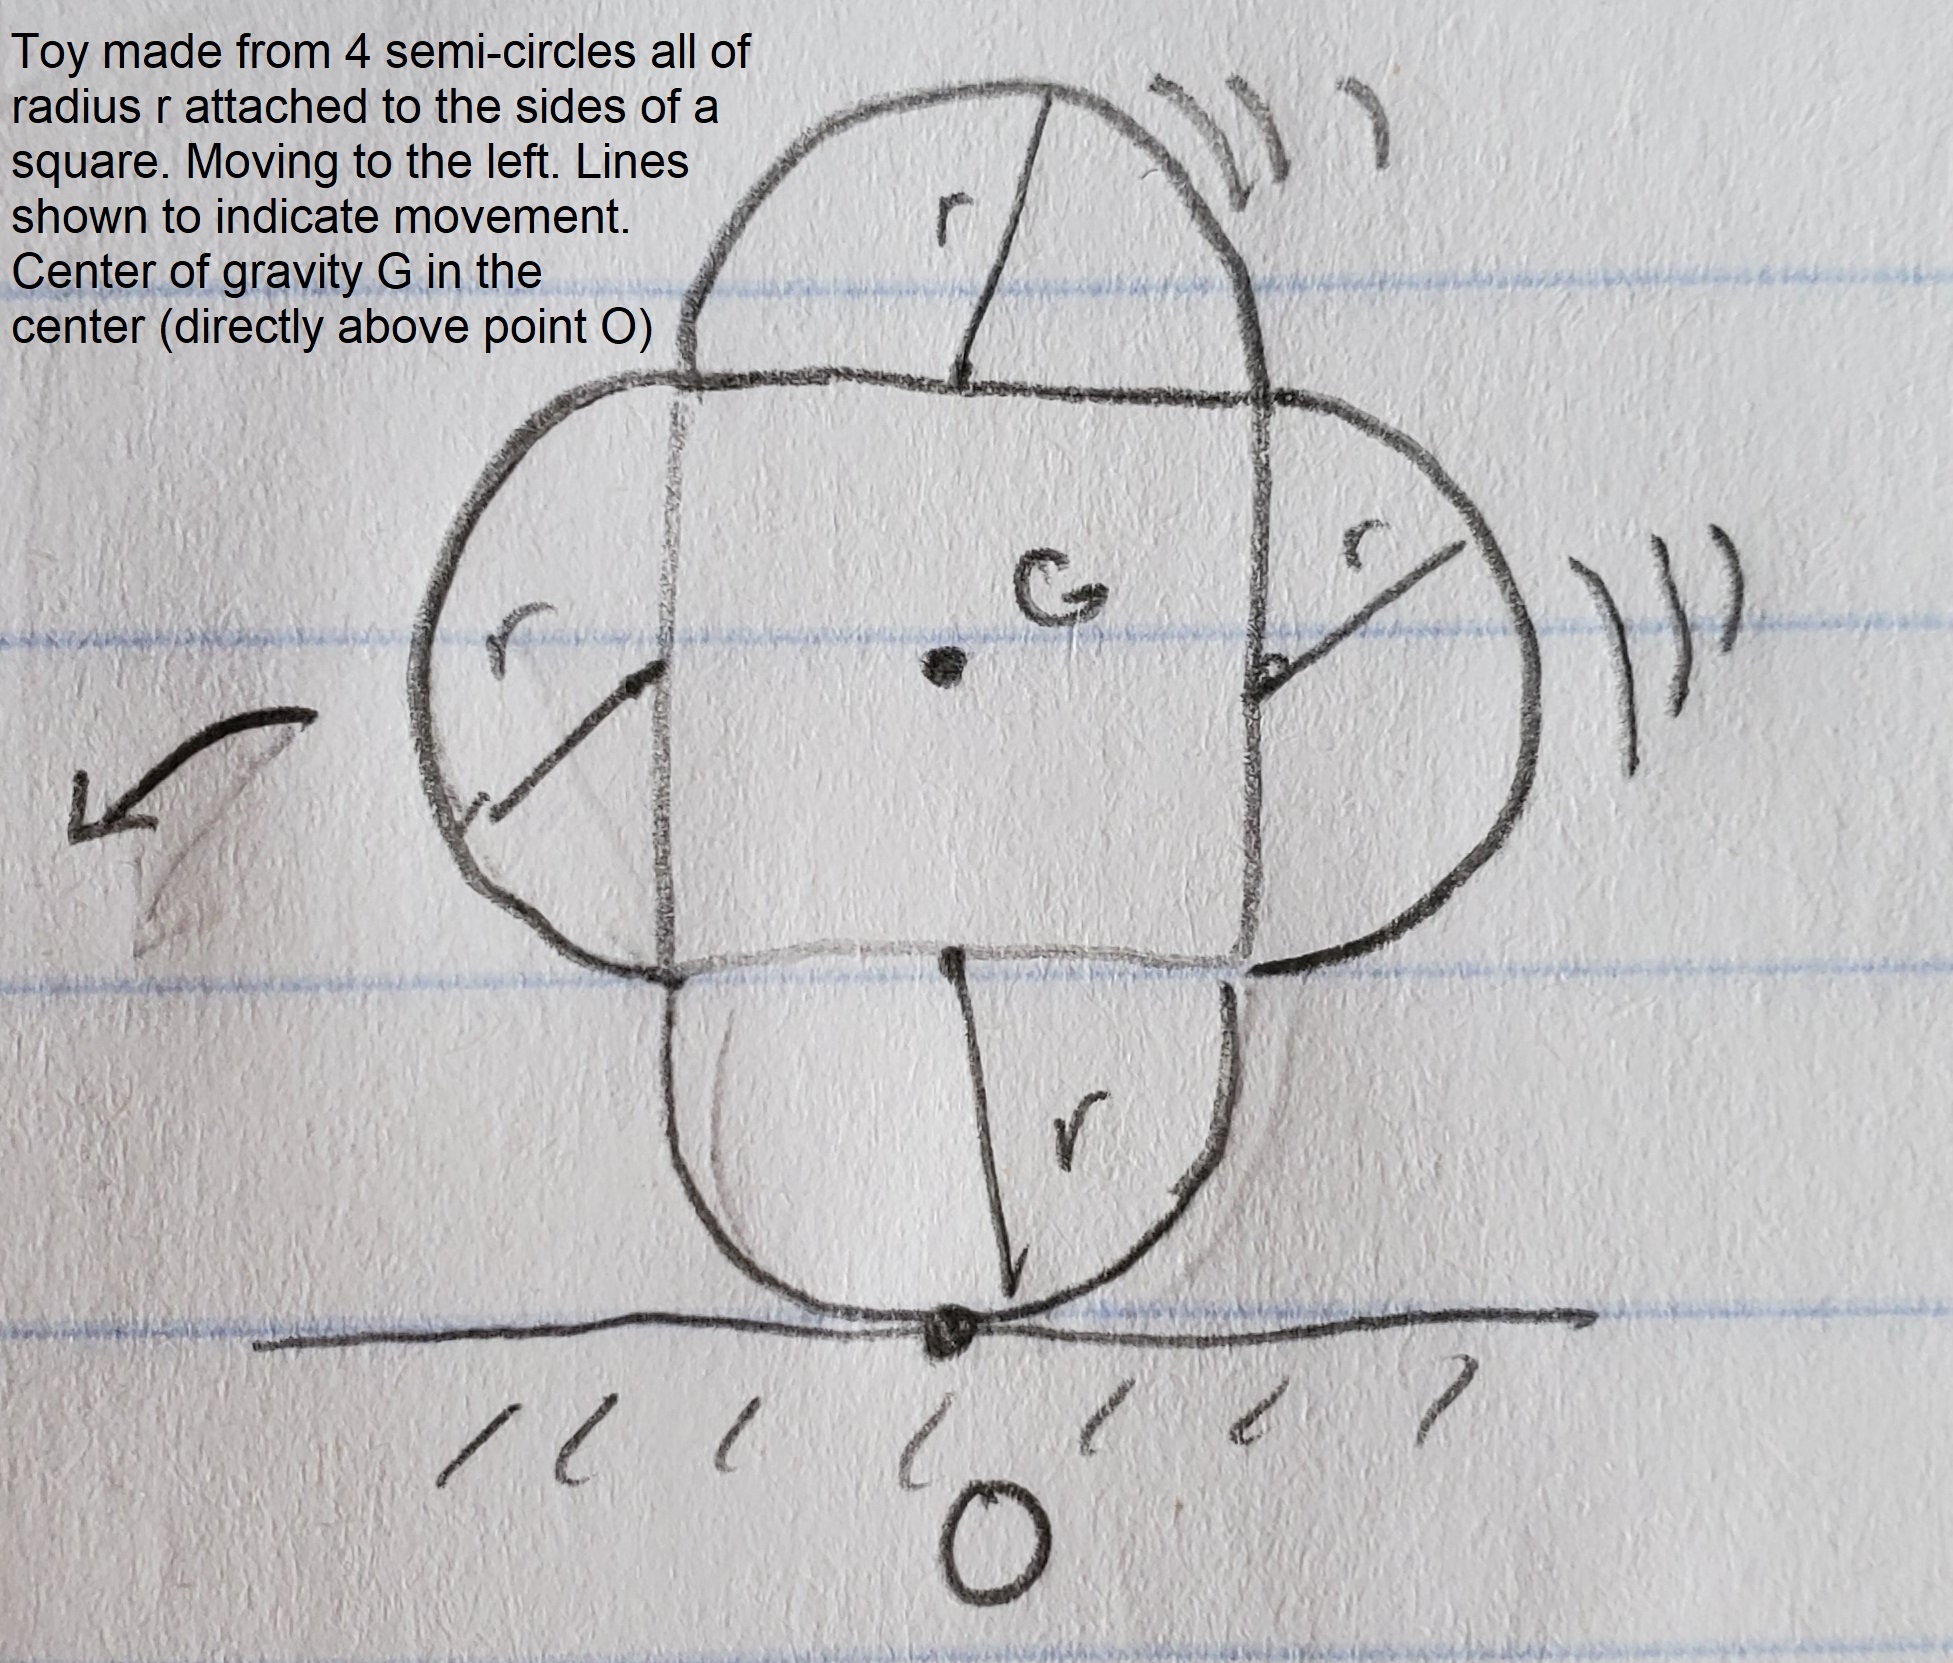 Toy made from 4 semi-circles all of
radius r attached to the sides of a
square. Moving to the left. Lines
shown to indicate movement.
Center of gravity G in the
center (directly above point O)
r
r
G
r
r
O